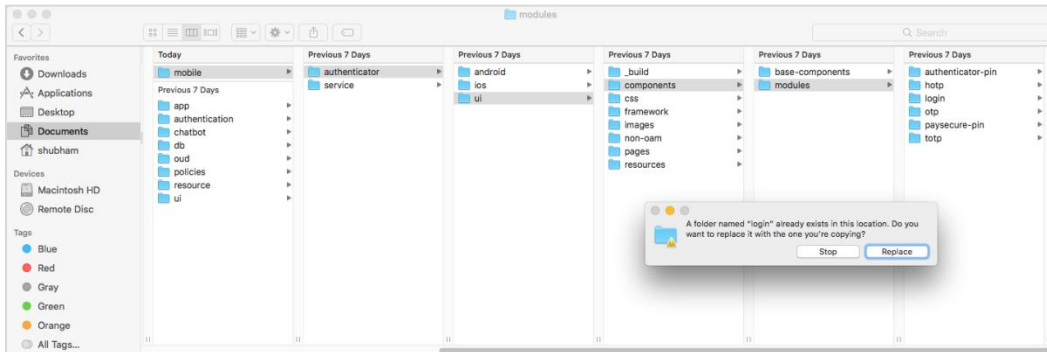 modules
Search
Favorites
Downloads
Applications
Desktop
Documents
shubham
Devices
Macintosh HD
Remote Disc
Tags
Blue
Red
Gray
Green
Orange
All Tags...
Today
mobile
Previous 7 Days
app
authentication
chatbot
db
oud
policies
resource
ui
Previous 7 Days
authenticator
service
Previous 7 Days
android
ios
ui
Previous 7 Days
_build
components
css
framework
images
non-oam
pages
resources
Previous 7 Days
base-components
modules
Previous 7 Days
authenticator-pin
hotp
login
otp
paysecure-pin
totp
A folder named “login” already exists in this location. Do you
want to replace it with the one you’re copying?
Stop
Replace